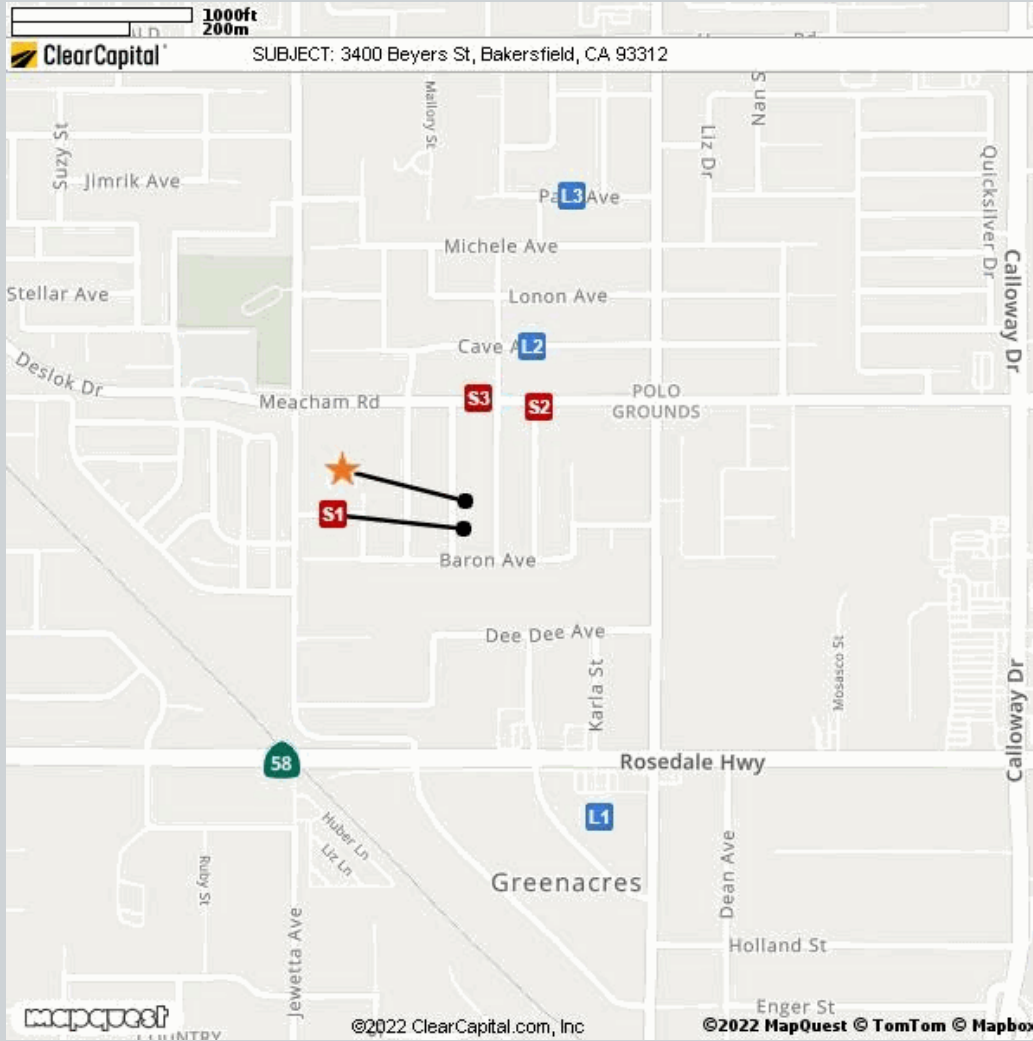 1000ft
200m
ClearCapital
SUBJECT: 3400 Beyers St, Bakersfield, CA 93312
Mallory St
Nan S
Suzy St
Liz Dr
Jimrik Ave
Quicksilver Dr
L3
Ave
Michele Ave
Calloway Dr
Stellar Ave
Lonon Ave
Cave
L2
Deslok Dr
Meacham Rd
S3
S2
POLO
GROUNDS
S1
Baron Ave
Dee Dee Ave
Karla St
Mosasco St
Calloway Dr
58
Rosedale Hwy
L1
Huber Ln
Liz Ln
Ruby St
Greenacres
Dean Ave
Jewetta Ave
Holland St
Enger St
mapquest
©2022 ClearCapital.com, Inc
©2022 MapQuest © TomTom © Mapbox
COUNTRY